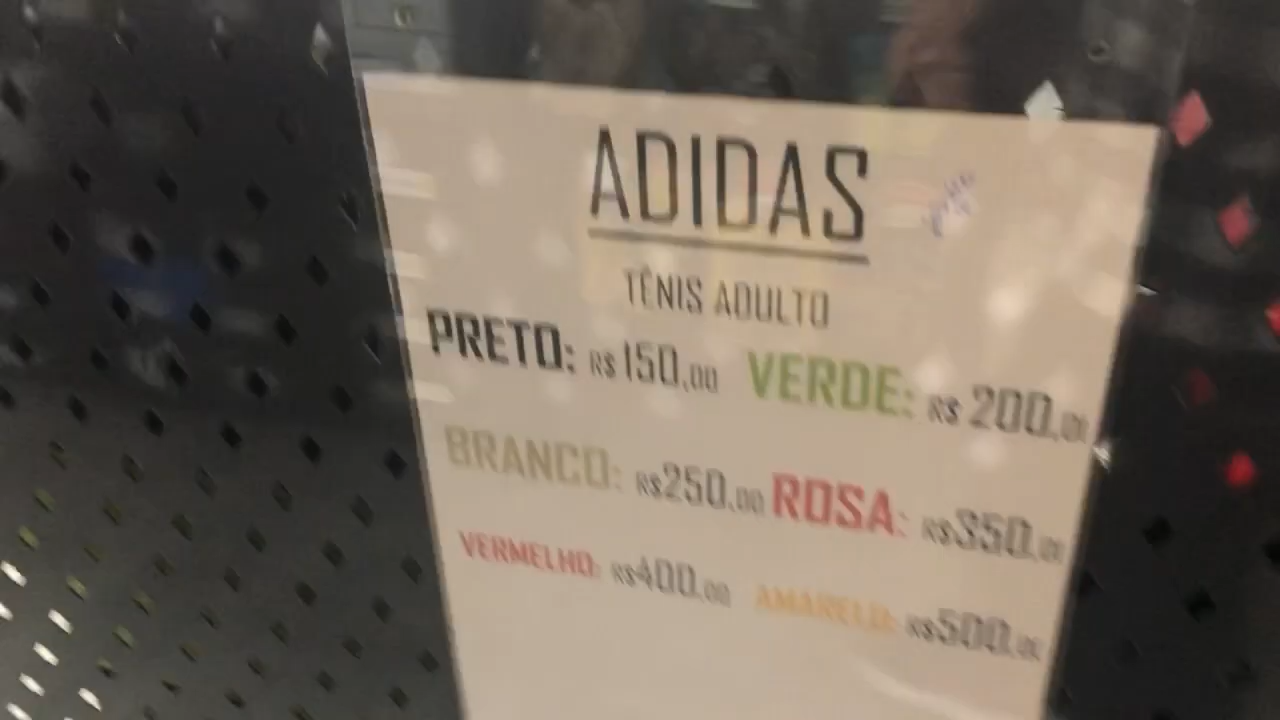 ADIDAS
TÊNIS ADULTO
PRETO: R$ 150,00 VERDE: R$ 200,00
BRANCO: R$250,00 ROSA: R$350,00
VERMELHO: R$400,00 AMARELO: R$500,00